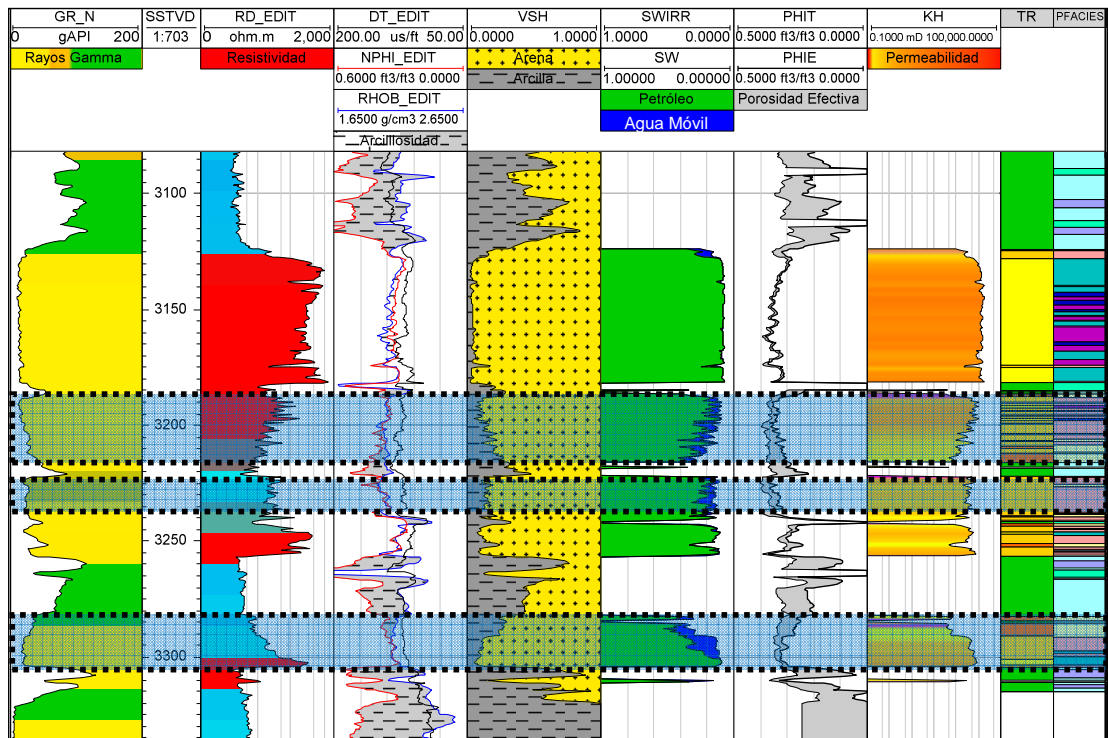 GR_N SSTVD RD_EDIT DT_EDIT VSH SWIRR PHIT KH TR PFACIES
0 gAPI 200 1:703 0 ohm.m 2,000 200.00 us/ft 50.00 0.0000 1.0000 1.0000 0.0000 0.5000 ft3/ft3 0.0000 0.1000 mD 100,000.0000
Rayos Gamma Resistividad NPHI_EDIT Arena SW PHIE Permeabilidad
0.6000 ft3/ft3 0.0000 Arcilla 1.00000 0.00000 0.5000 ft3/ft3 0.0000
RHOB_EDIT Petróleo Porosidad Efectiva
1.6500 g/cm3 2.6500 Agua Móvil
Arcillosidad
3100
3150
3200
3250
3300